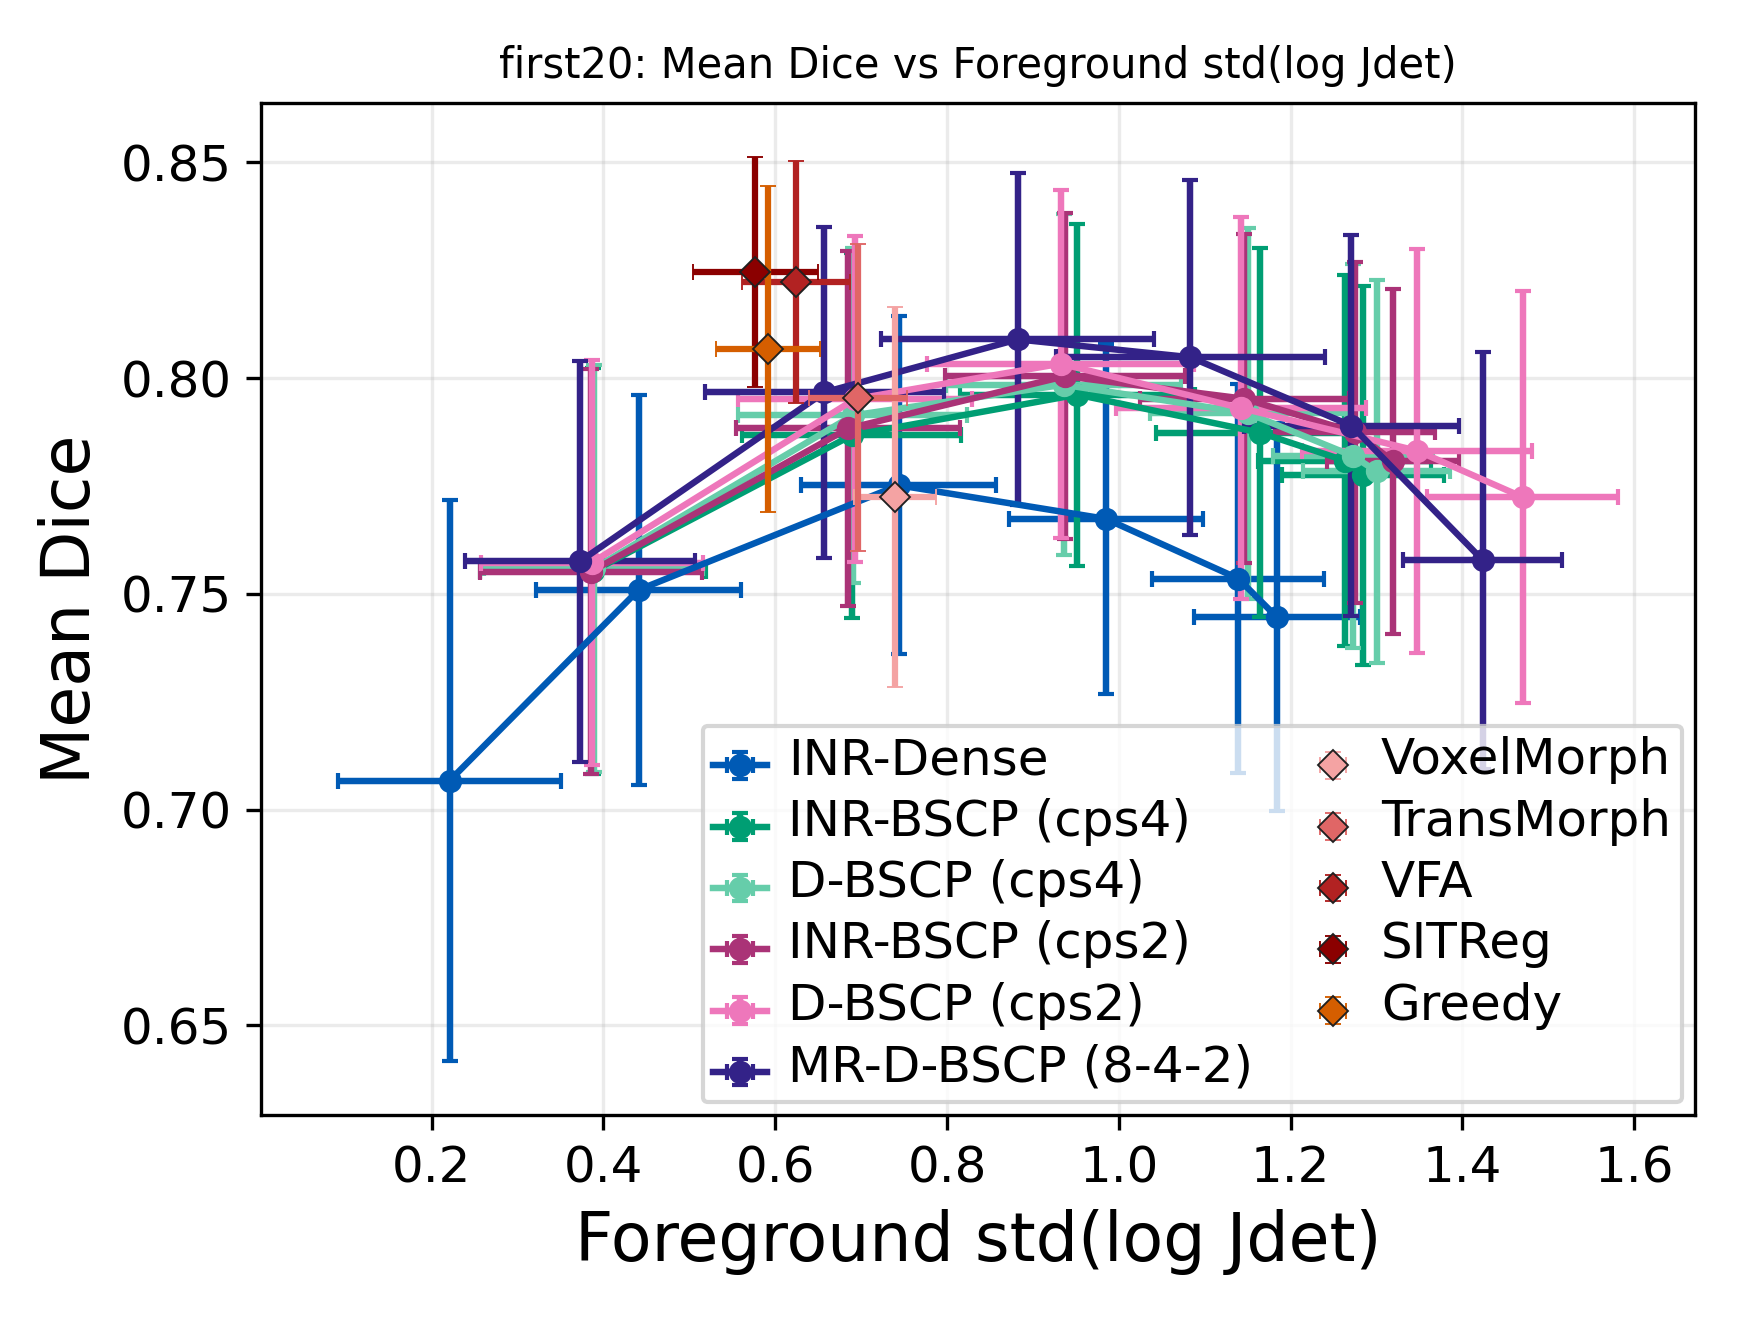 first20: Mean Dice vs Foreground std(log Jdet)
Mean Dice
0.85
0.80
0.75
0.70
0.65
INR-Dense
INR-BSCP (cps4)
D-BSCP (cps4)
INR-BSCP (cps2)
D-BSCP (cps2)
MR-D-BSCP (8-4-2)
VoxelMorph
TransMorph
VFA
SITReg
Greedy
0.2 0.4 0.6 0.8 1.0 1.2 1.4 1.6
Foreground std(log Jdet)